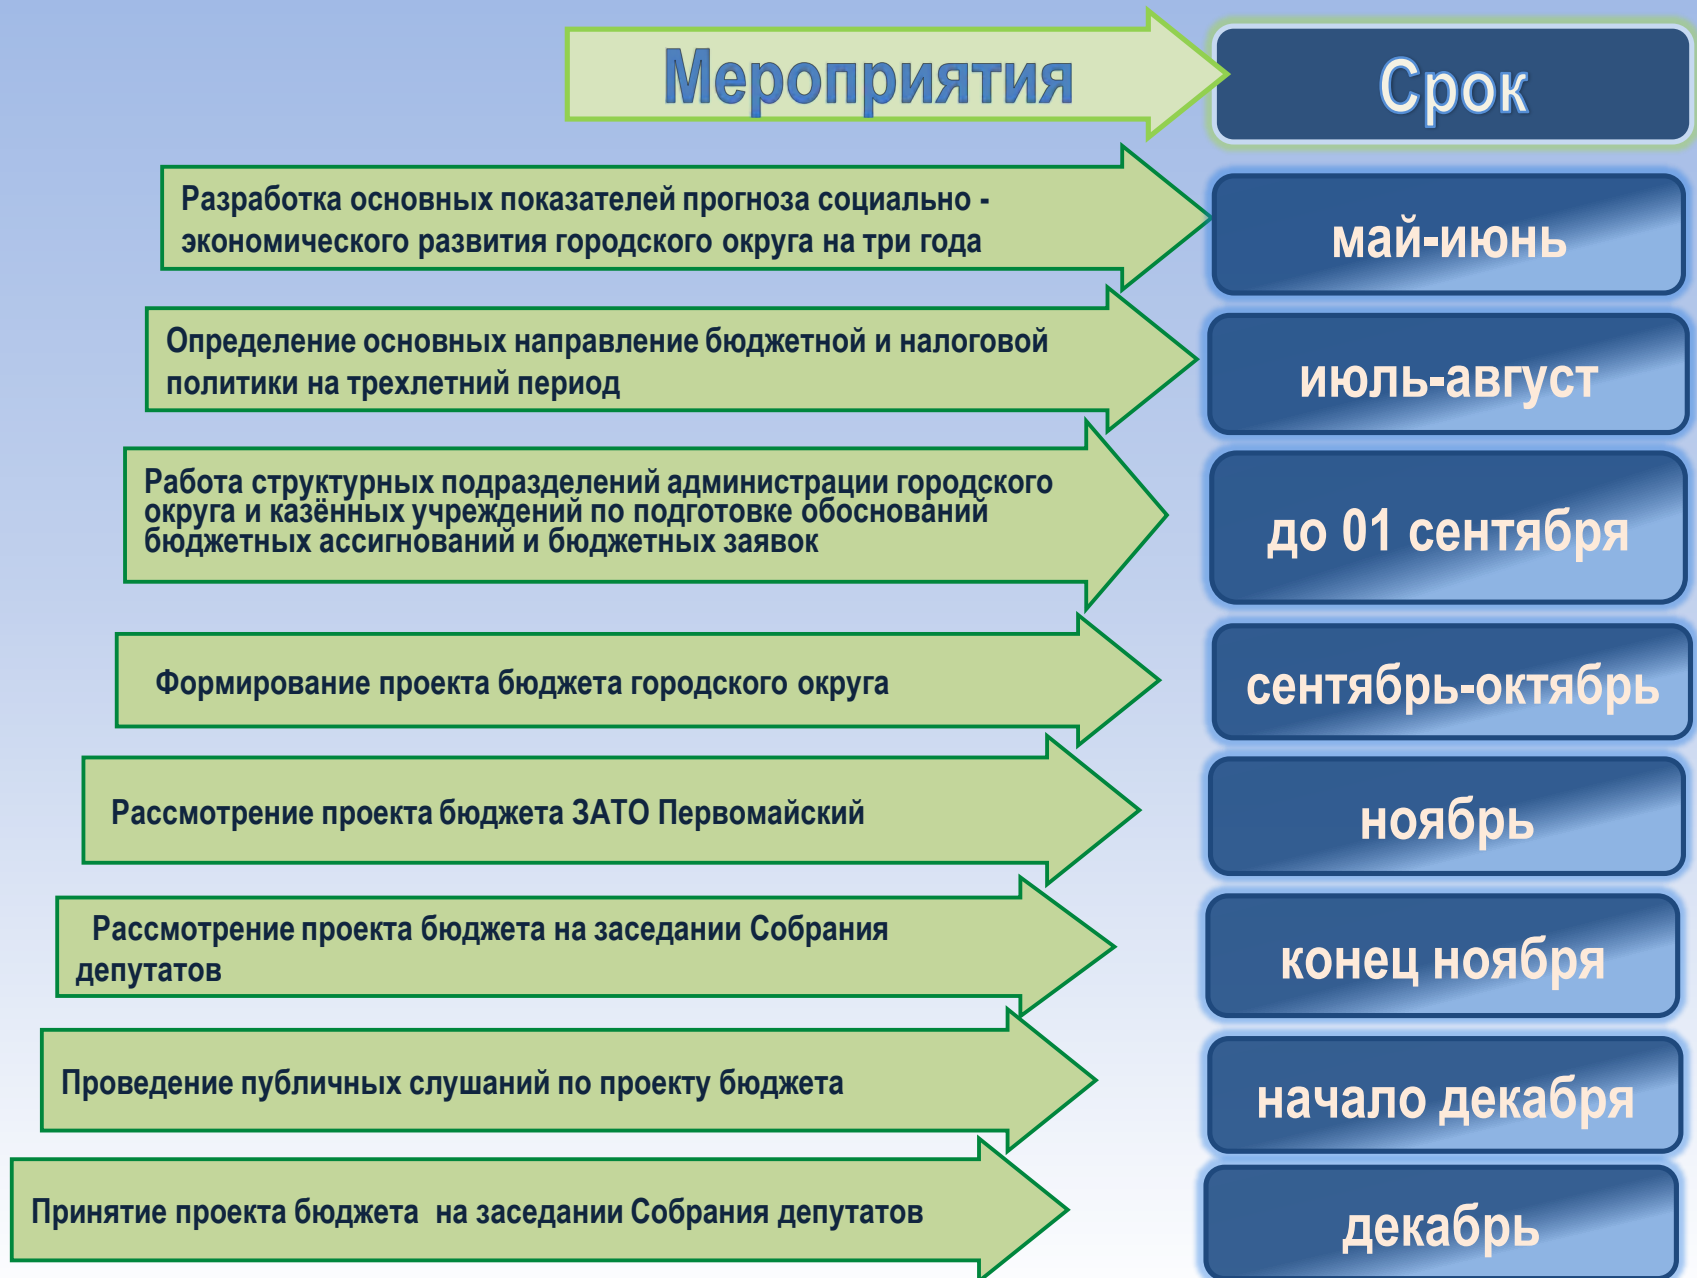 Мероприятия
Срок
Разработка основных показателей прогноза социально -
экономического развития городского округа на три года
май-июнь
Определение основных направление бюджетной и налоговой
политики на трехлетний период
июль-август
Работа структурных подразделений администрации городского
округа и казённых учреждений по подготовке обоснований
бюджетных ассигнований и бюджетных заявок
до 01 сентября
Формирование проекта бюджета городского округа
сентябрь-октябрь
Рассмотрение проекта бюджета ЗАТО Первомайский
ноябрь
Рассмотрение проекта бюджета на заседании Собрания
депутатов
конец ноября
Проведение публичных слушаний по проекту бюджета
начало декабря
Принятие проекта бюджета на заседании Собрания депутатов
декабрь